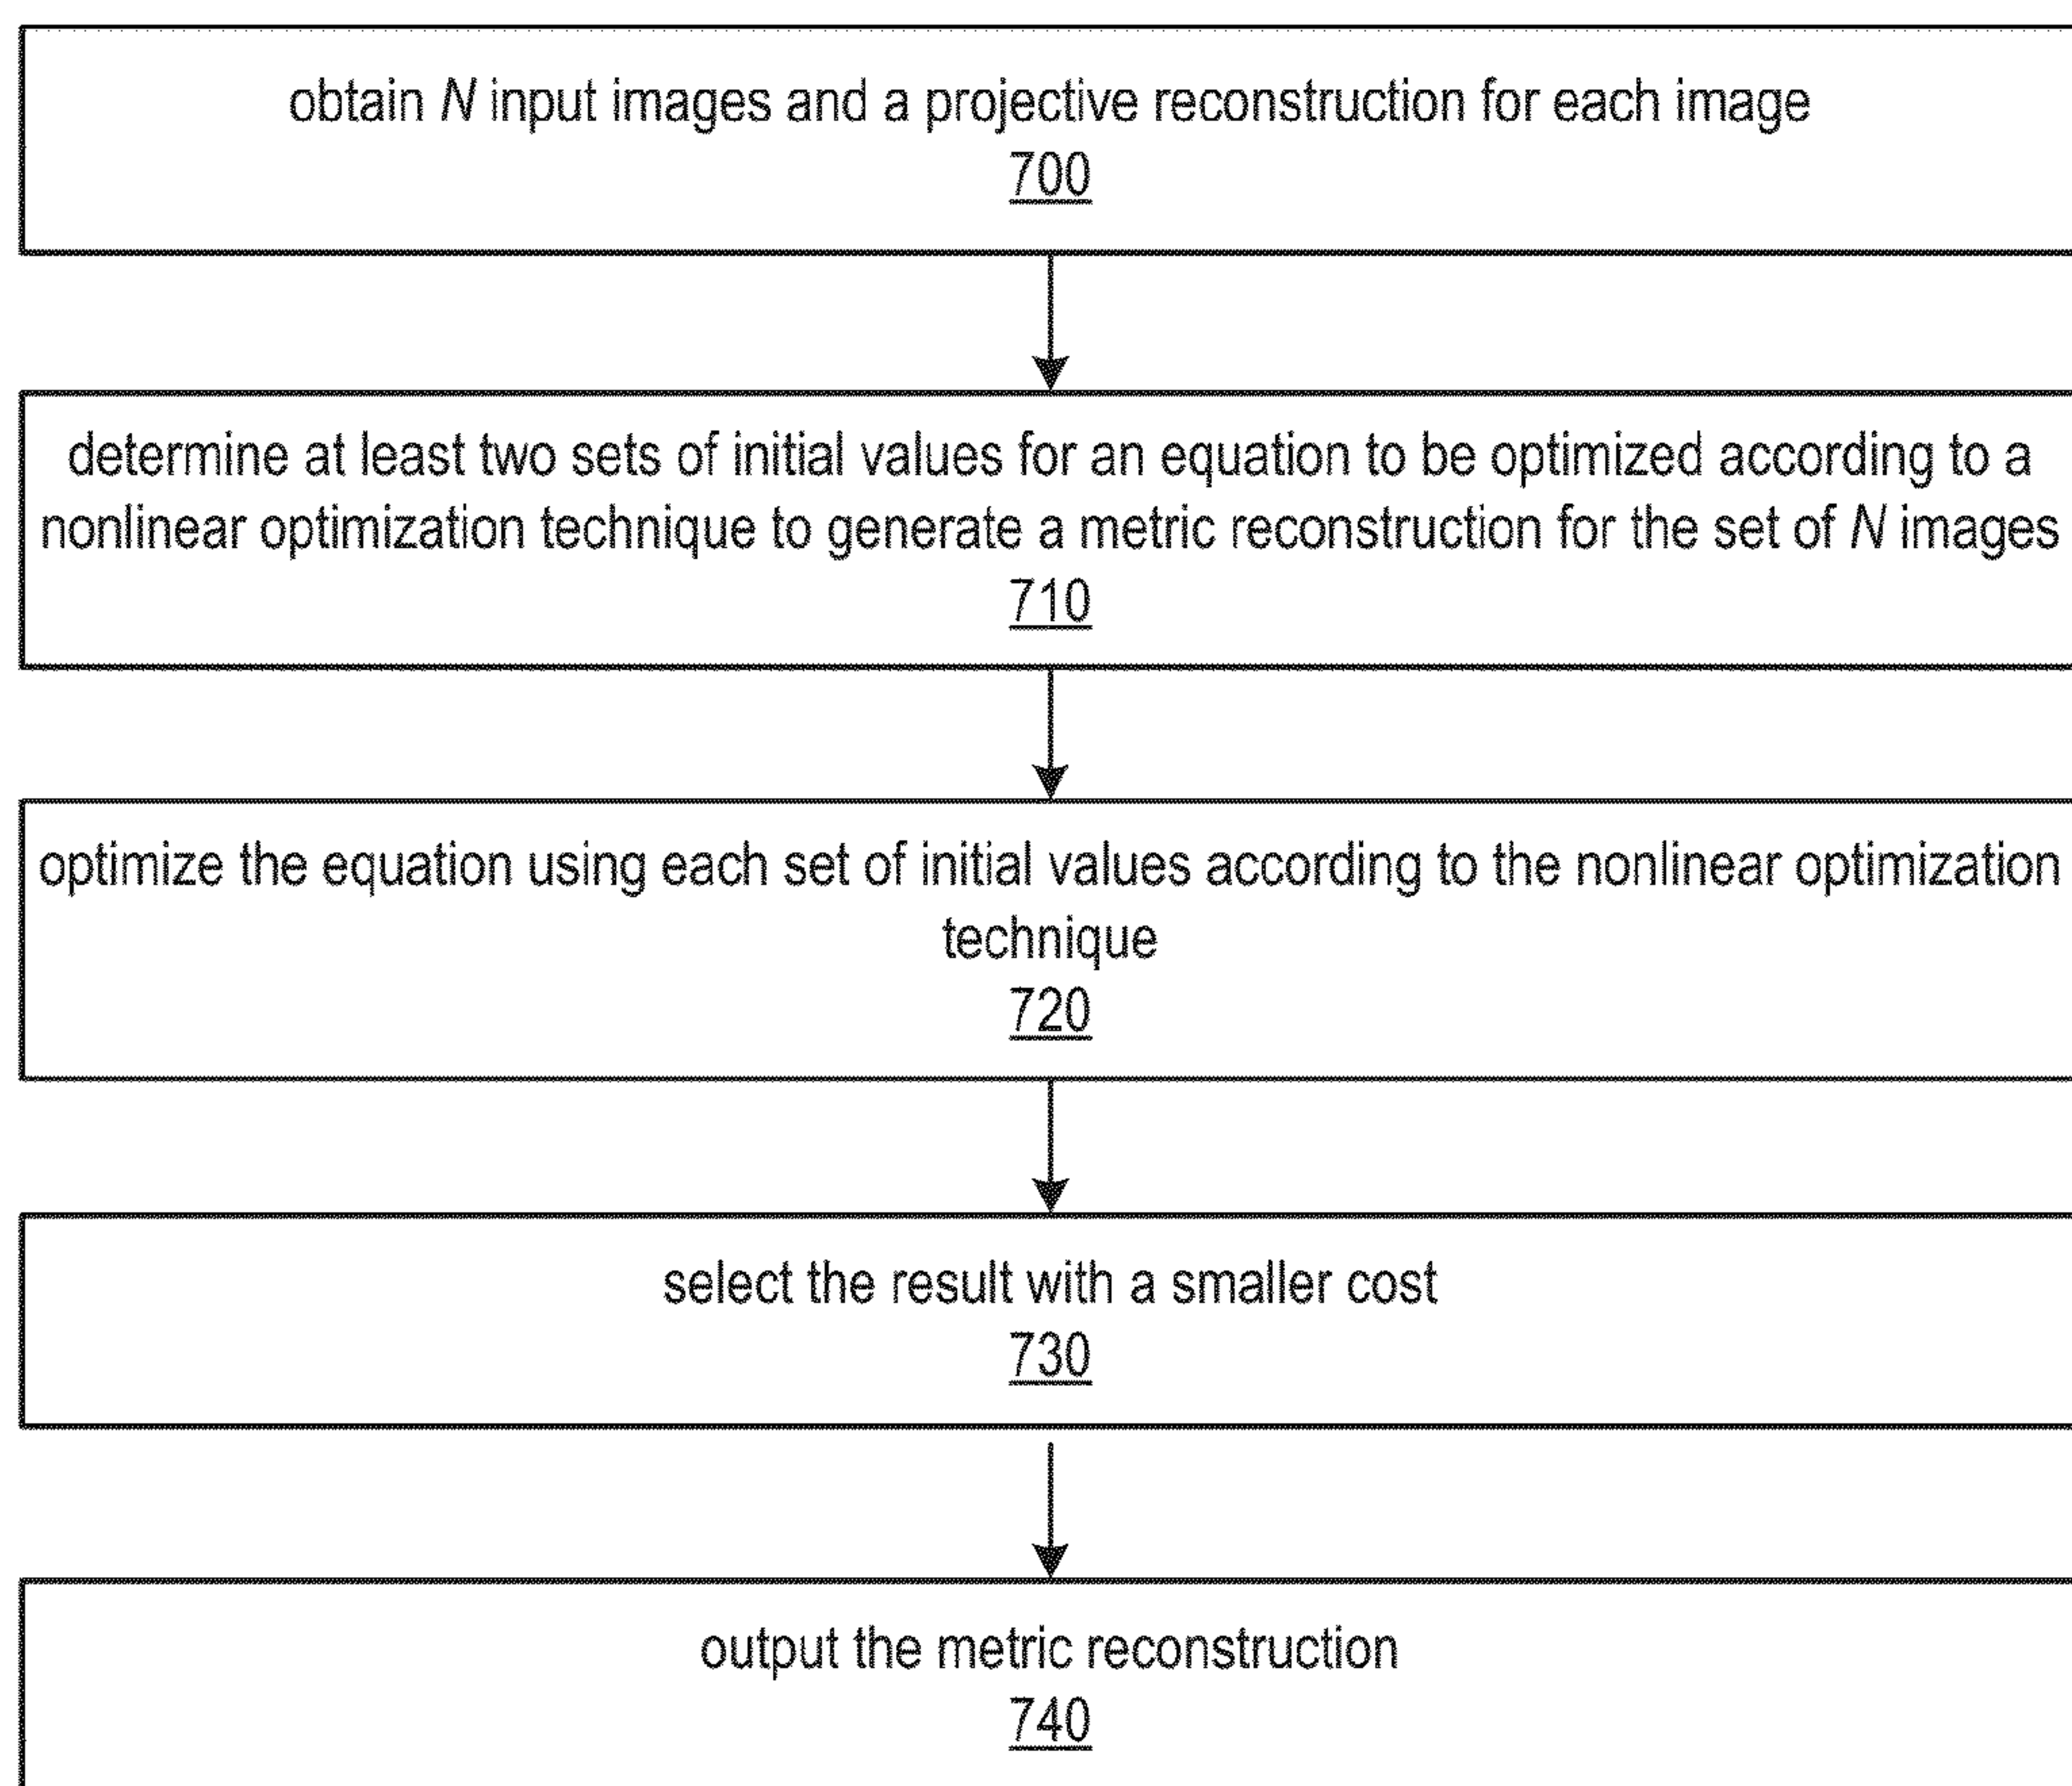 obtain N input images and a projective reconstruction for each image
700
determine at least two sets of initial values for an equation to be optimized according to a
nonlinear optimization technique to generate a metric reconstruction for the set of N images
710
optimize the equation using each set of initial values according to the nonlinear optimization
technique
720
select the result with a smaller cost
730
output the metric reconstruction
740